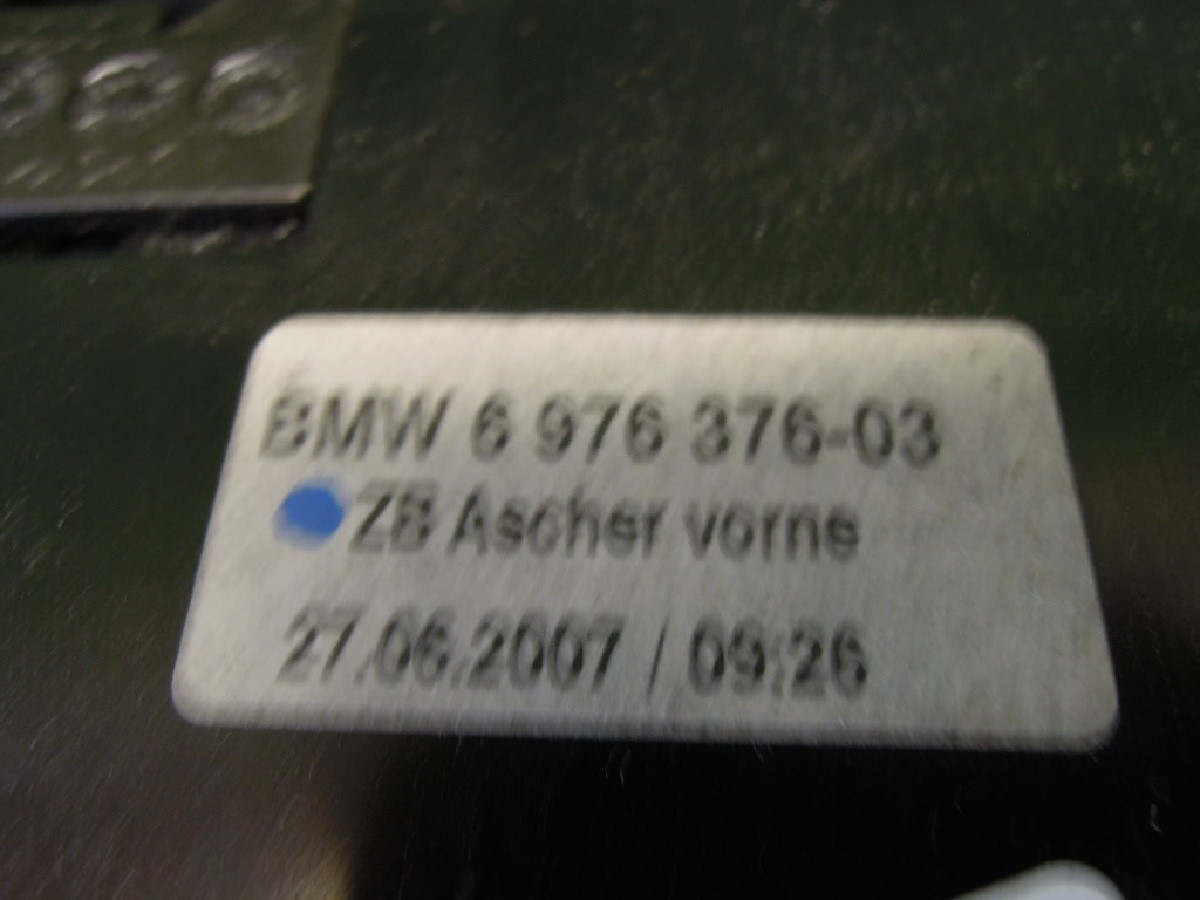 BMW 6 976 376-03
ZB Ascher vorne
27.06.2007 / 09:26